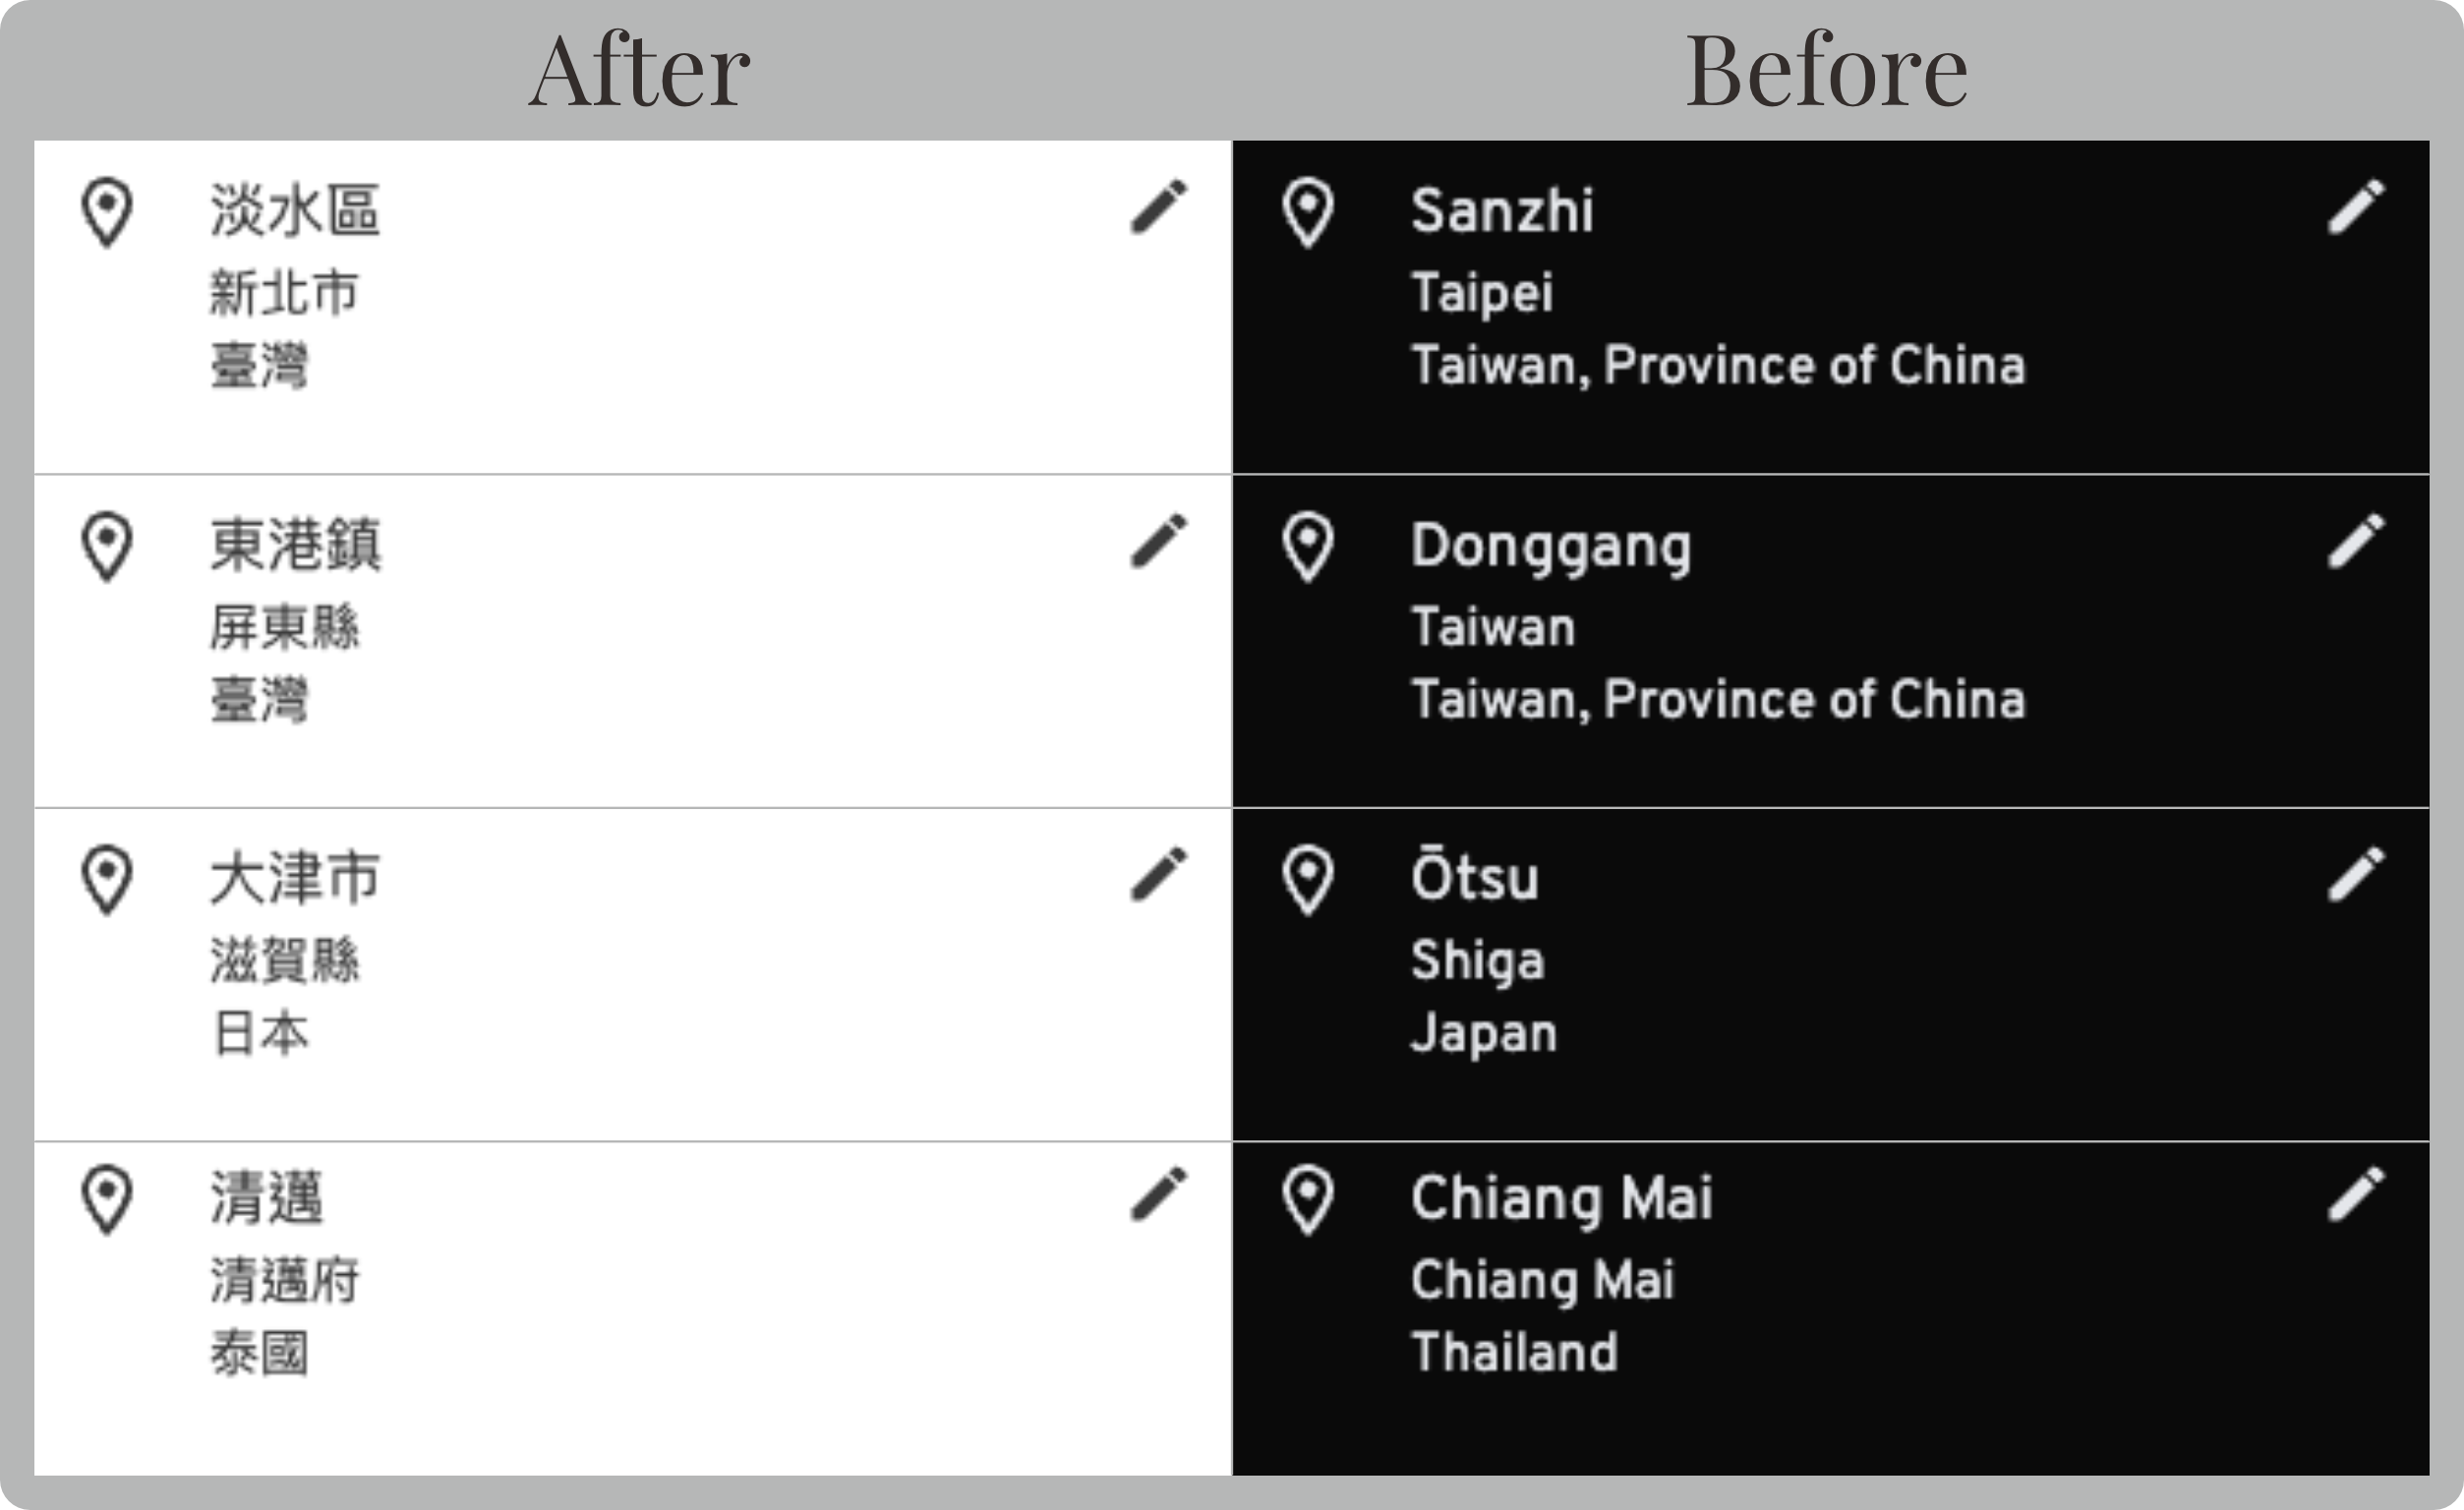 After
Before
淡水區
新北市
臺灣
Sanzhi
Taipei
Taiwan, Province of China
東港鎮
屏東縣
臺灣
Donggang
Taiwan
Taiwan, Province of China
大津市
滋賀縣
日本
Ōtsu
Shiga
Japan
清邁
清邁府
泰國
Chiang Mai
Chiang Mai
Thailand